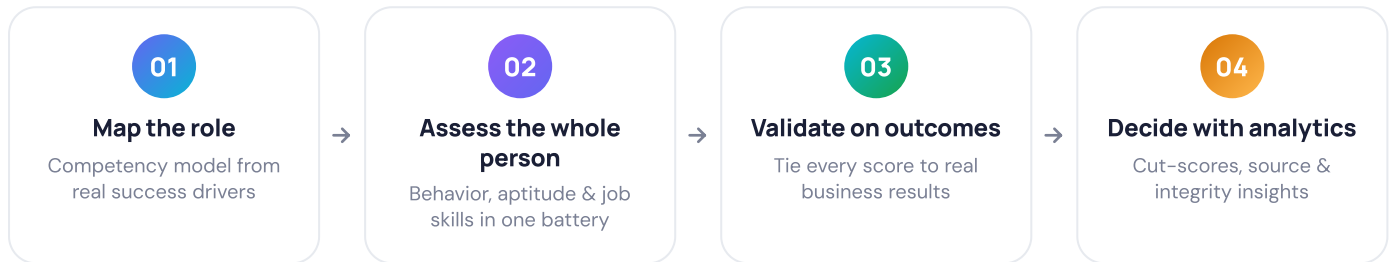 01
Map the role
Competency model from
real success drivers
→
02
Assess the whole
person
Behavior, aptitude & job
skills in one battery
→
03
Validate on outcomes
Tie every score to real
business results
→
04
Decide with analytics
Cut-scores, source &
integrity insights